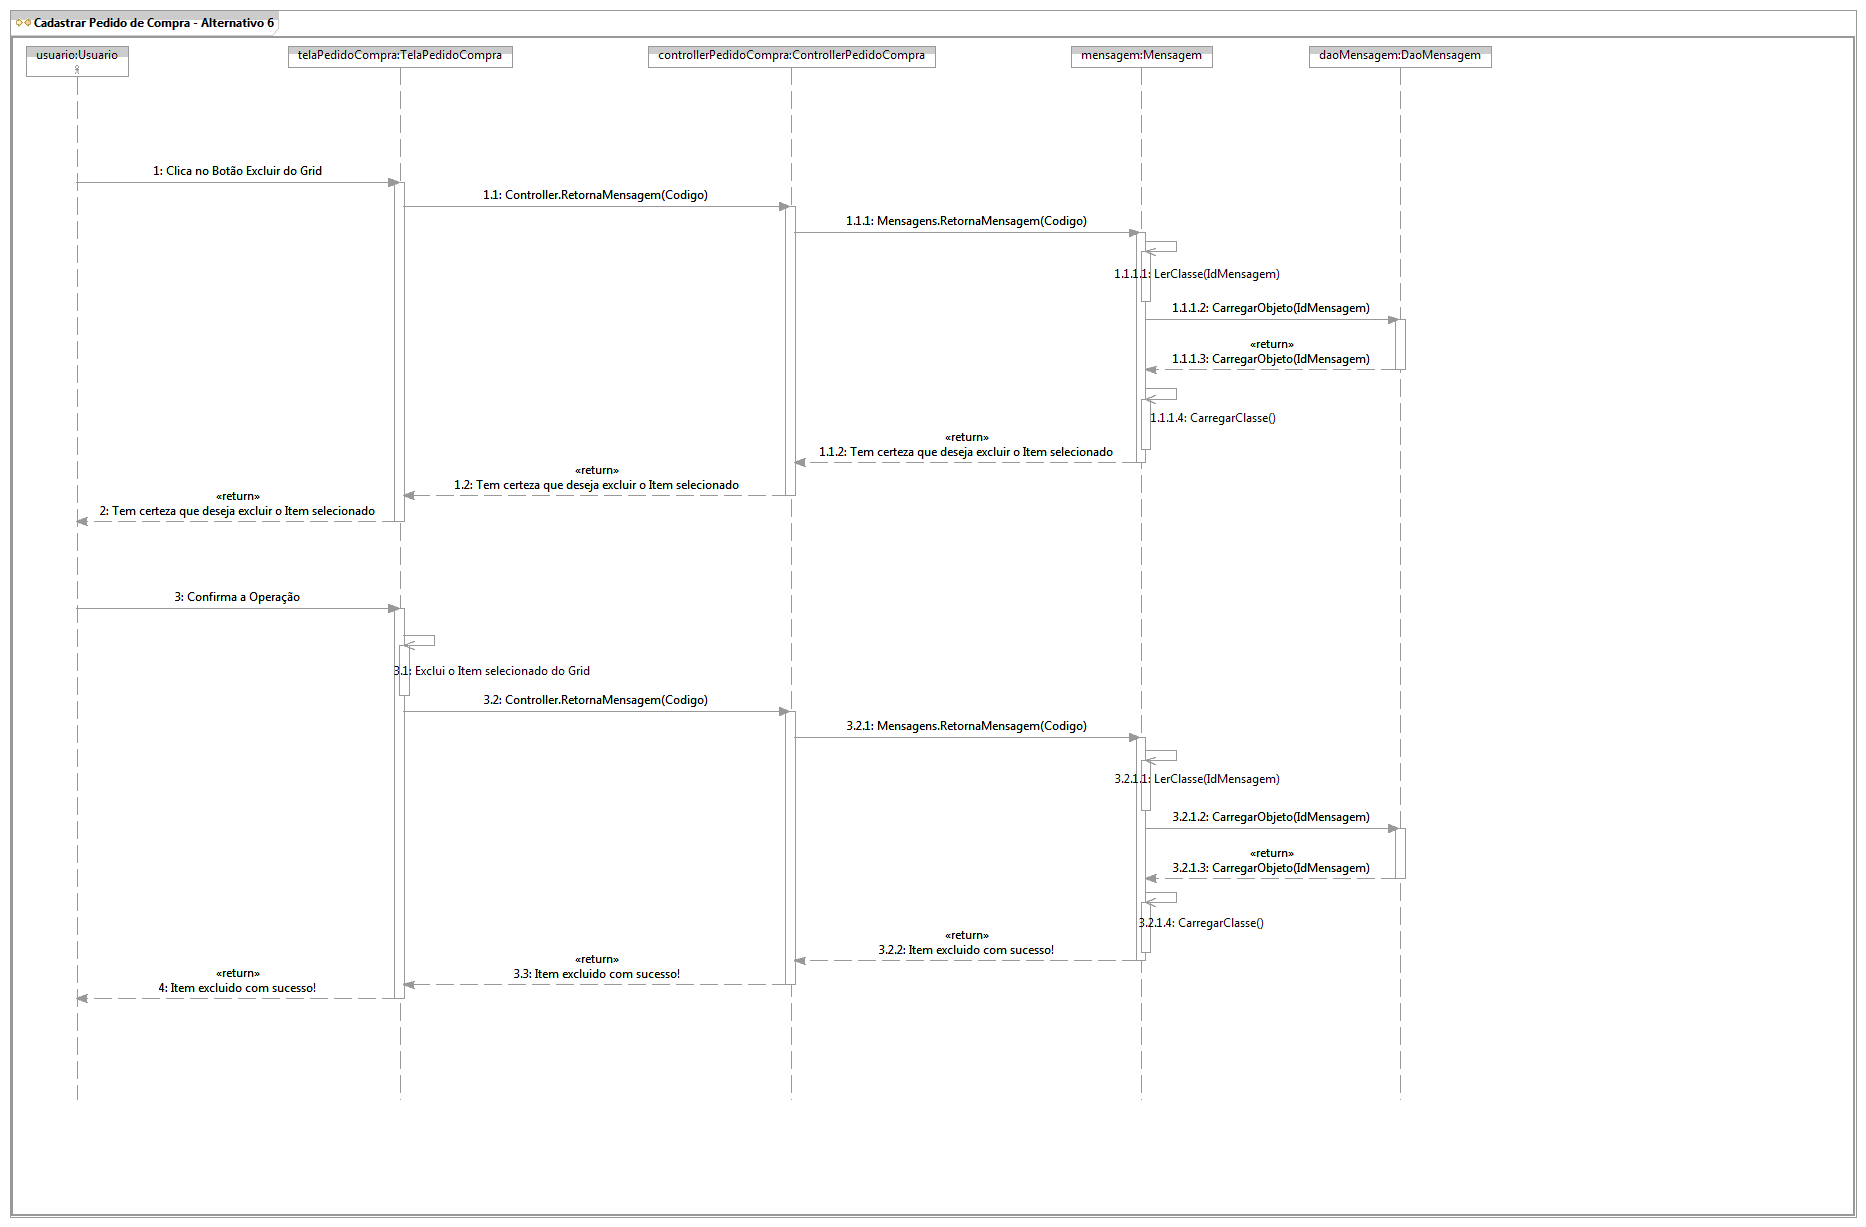 Cadastrar Pedido de Compra - Alternativo 6
usuario:Usuario
telaPedidoCompra:TelaPedidoCompra
controllerPedidoCompra:ControllerPedidoCompra
mensagem:Mensagem
daoMensagem:DaoMensagem
1: Clica no Botão Excluir do Grid
1.1: Controller.RetornaMensagem(Codigo)
1.1.1: Mensagens.RetornaMensagem(Codigo)
1.1.1.1: LerClasse(IdMensagem)
1.1.1.2: CarregarObjeto(IdMensagem)
«return»
1.1.1.3: CarregarObjeto(IdMensagem)
1.1.1.4: CarregarClasse()
«return»
1.1.2: Tem certeza que deseja excluir o Item selecionado
«return»
1.2: Tem certeza que deseja excluir o Item selecionado
«return»
2: Tem certeza que deseja excluir o Item selecionado
3: Confirma a Operação
3.1: Exclui o Item selecionado do Grid
3.2: Controller.RetornaMensagem(Codigo)
3.2.1: Mensagens.RetornaMensagem(Codigo)
3.2.1.1: LerClasse(IdMensagem)
3.2.1.2: CarregarObjeto(IdMensagem)
«return»
3.2.1.3: CarregarObjeto(IdMensagem)
3.2.1.4: CarregarClasse()
«return»
3.2.2: Item excluido com sucesso!
«return»
3.3: Item excluido com sucesso!
«return»
4: Item excluido com sucesso!